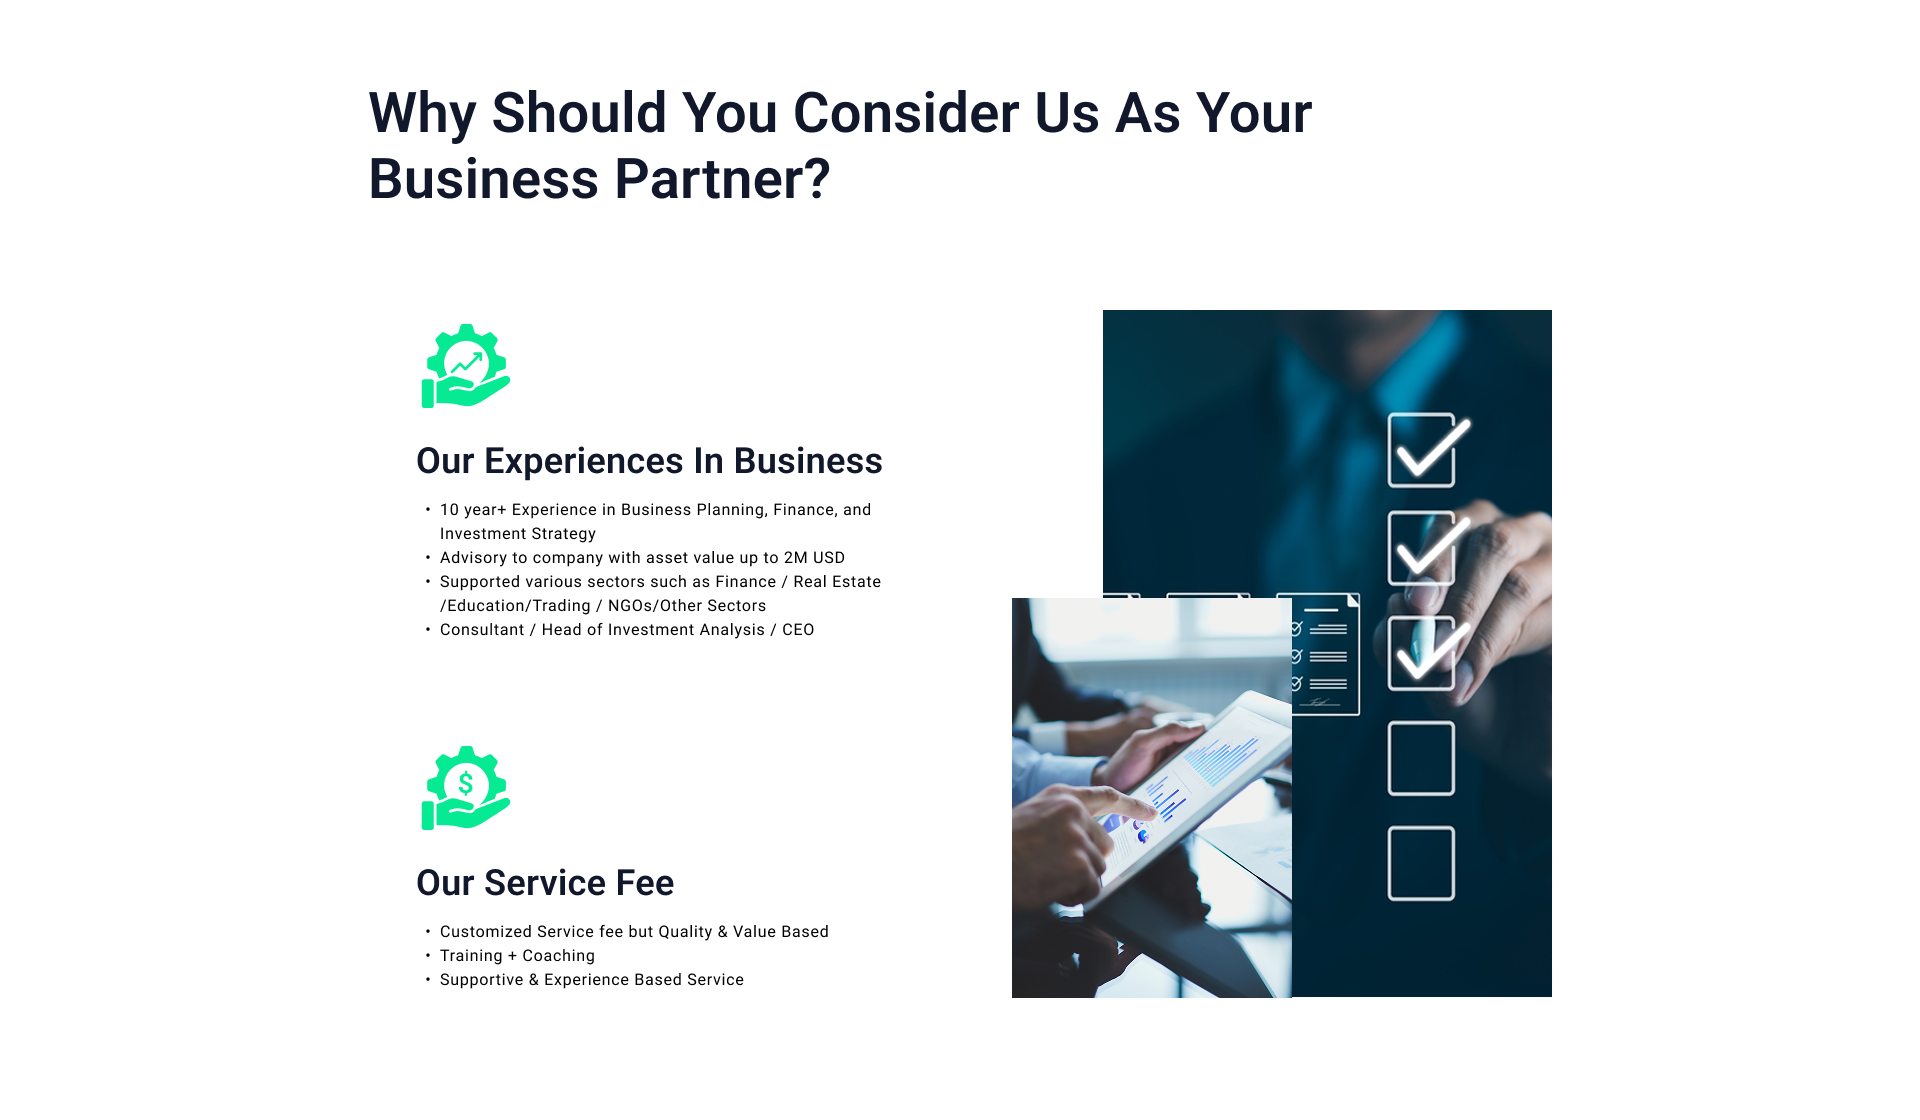 Why Should You Consider Us As Your
Business Partner?
Our Experiences In Business
• 10 year+ Experience in Business Planning, Finance, and
Investment Strategy
• Advisory to company with asset value up to 2M USD
• Supported various sectors such as Finance / Real Estate
/Education/Trading / NGOs/Other Sectors
• Consultant / Head of Investment Analysis / CEO
$
Our Service Fee
• Customized Service fee but Quality & Value Based
• Training + Coaching
• Supportive & Experience Based Service